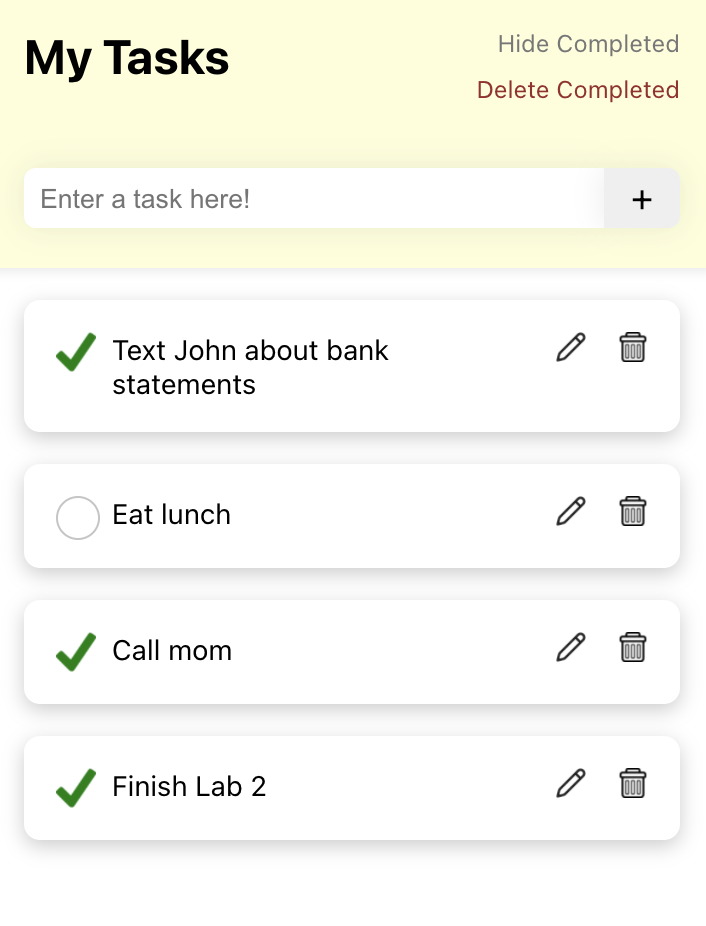 My Tasks
Hide Completed
Delete Completed
Enter a task here!
+
Text John about bank
statements
Eat lunch
Call mom
Finish Lab 2